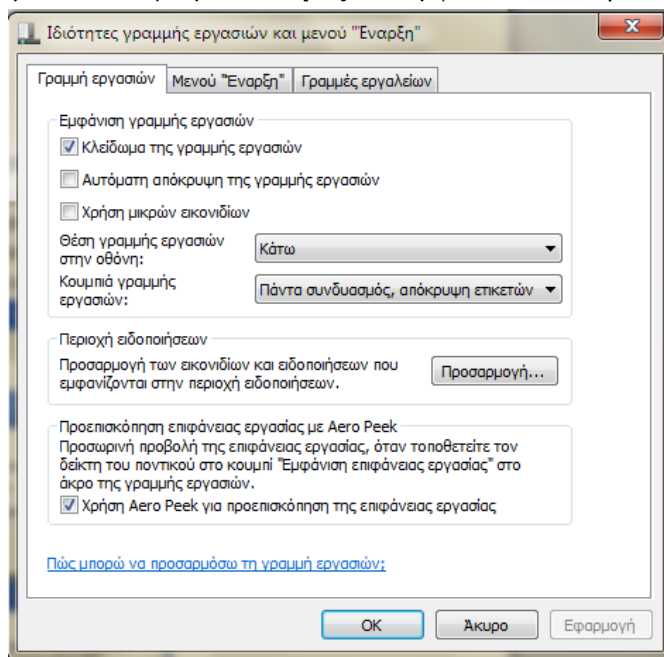 Ιδιότητες γραμμής εργασιών και μενού "Έναρξη"
Γραμμή εργασιών Μενού "Έναρξη" Γραμμές εργαλείων
Εμφάνιση γραμμής εργασιών
Κλείδωμα της γραμμής εργασιών
Αυτόματη απόκρυψη της γραμμής εργασιών
Χρήση μικρών εικονιδίων
Θέση γραμμής εργασιών
στην οθόνη:
Κάτω
Κουμπιά γραμμής
εργασιών:
Πάντα συνδυασμός, απόκρυψη ετικετών
Περιοχή ειδοποιήσεων
Προσαρμογή των εικονιδίων και ειδοποιήσεων που
εμφανίζονται στην περιοχή ειδοποιήσεων.
Προσαρμογή...
Προεπισκόπηση επιφάνειας εργασίας με Aero Peek
Προσωρινή προβολή της επιφάνειας εργασίας, όταν τοποθετείτε τον
δείκτη του ποντικού στο κουμπί "Εμφάνιση επιφάνειας εργασίας" στο
άκρο της γραμμής εργασιών.
Χρήση Aero Peek για προεπισκόπηση της επιφάνειας εργασίας
Πώς μπορώ να προσαρμόσω τη γραμμή εργασιών;
OK Άκυρο Εφαρμογή